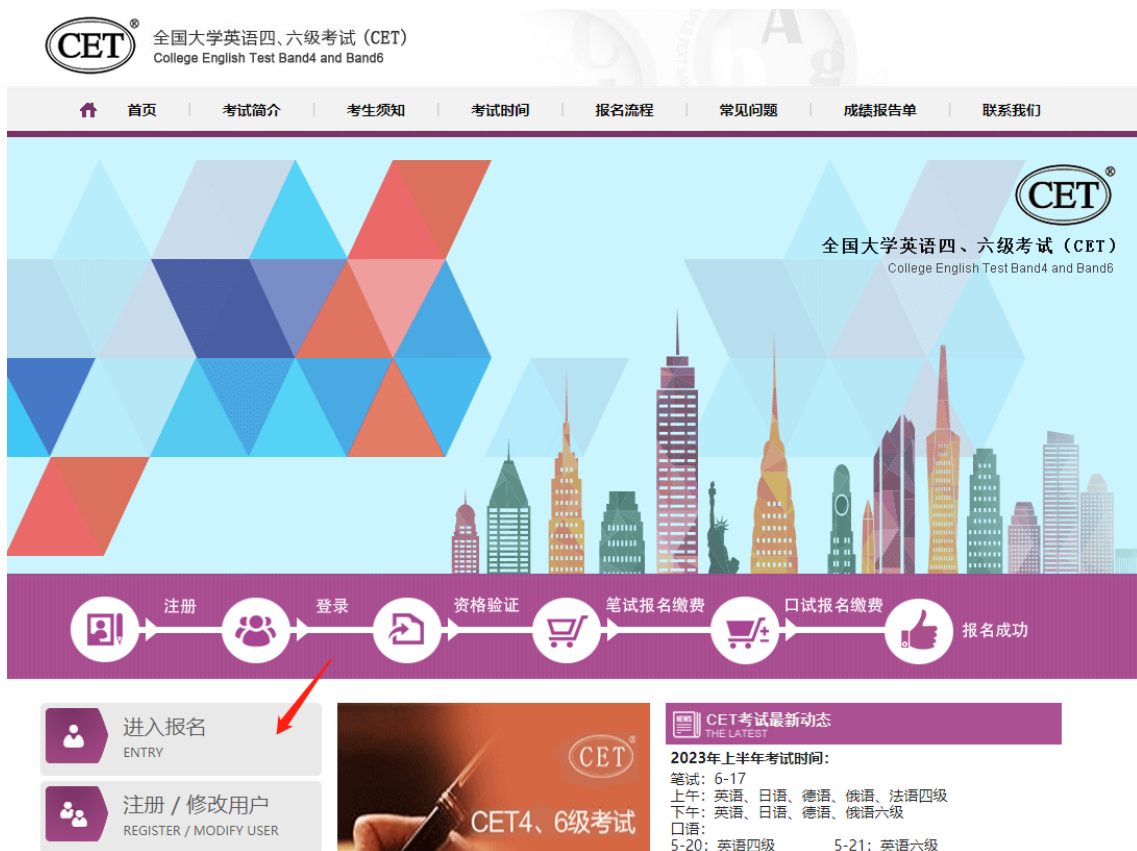 CET®
全国大学英语四、六级考试（CET）
College English Test Band4 and Band6
首页 考试简介 考生须知 考试时间 报名流程 常见问题 成绩报告单 联系我们
CET®
全国大学英语四、六级考试（CET）
College English Test Band4 and Band6
注册 登录 资格验证 笔试报名缴费 口试报名缴费 报名成功
进入报名
ENTRY
注册 / 修改用户
REGISTER / MODIFY USER
CET®
CET4、6级考试
NEWS
CET考试最新动态
THE LATEST
2023年上半年考试时间：
笔试：6-17
上午：英语、日语、德语、俄语、法语四级
下午：英语、日语、德语、俄语六级
口语：
5-20：英语四级 5-21：英语六级